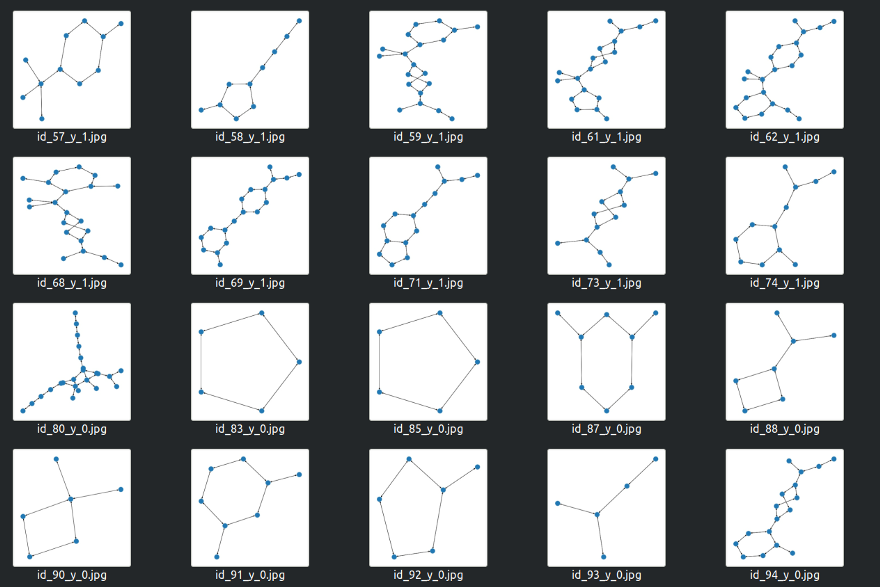 id_57_y_1.jpg id_58_y_1.jpg id_59_y_1.jpg id_61_y_1.jpg id_62_y_1.jpg
id_68_y_1.jpg id_69_y_1.jpg id_71_y_1.jpg id_73_y_1.jpg id_74_y_1.jpg
id_80_y_0.jpg id_83_y_0.jpg id_85_y_0.jpg id_87_y_0.jpg id_88_y_0.jpg
id_90_y_0.jpg id_91_y_0.jpg id_92_y_0.jpg id_93_y_0.jpg id_94_y_0.jpg